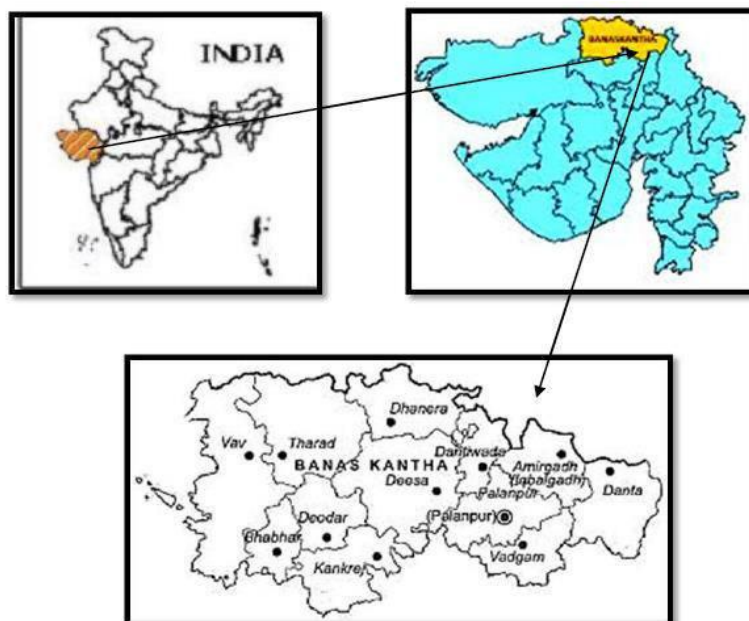 INDIA
BANASKANTHA
Dhanera
Vav
Tharad
BANAS KANTHA
Dantiwada
Amirgadh
(Iqbalgadh)
Deesa
Palanpur
Danta
(Palanpur)
Deodar
Bhabhar
Vadgam
Kankrej